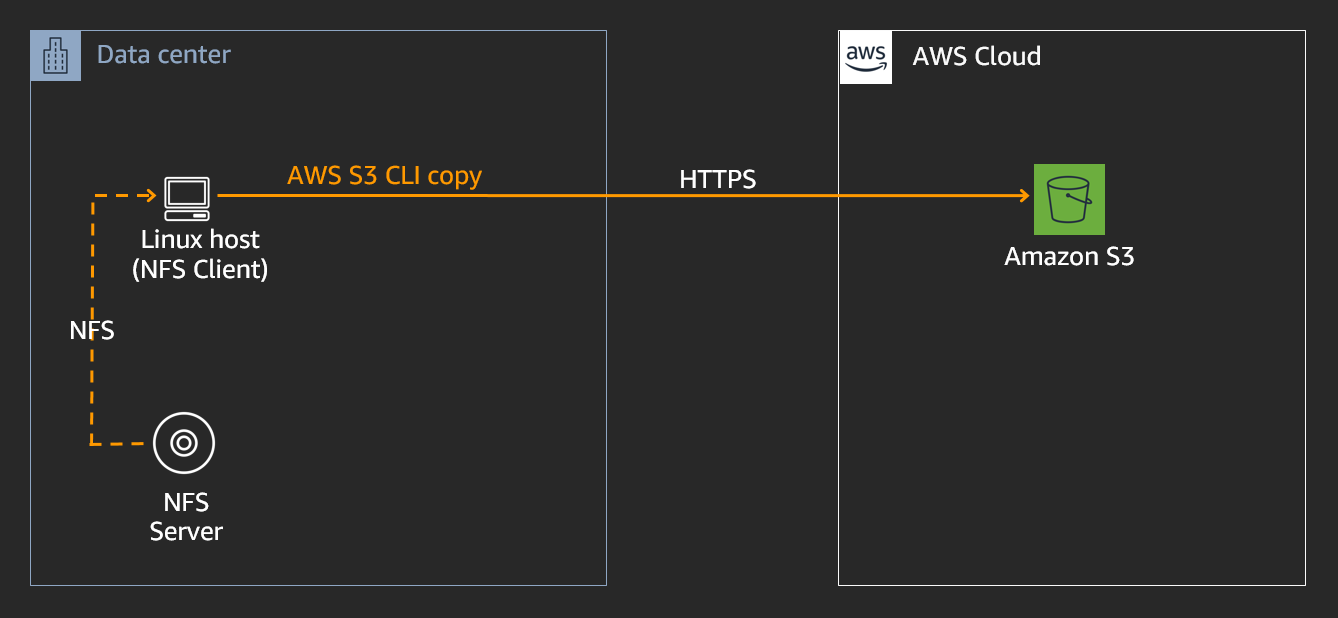 Data center
aws
AWS Cloud
AWS S3 CLI copy
HTTPS
Linux host
(NFS Client)
Amazon S3
NFS
NFS
Server